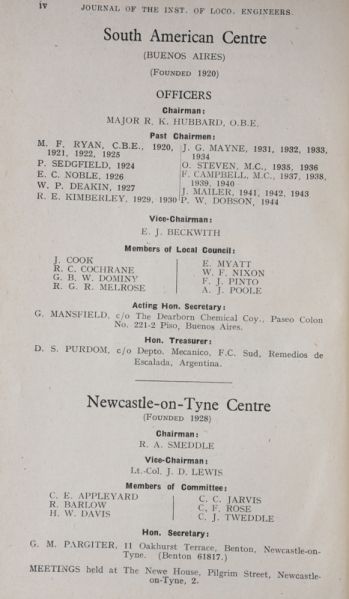 iv JOURNAL OF THE INST. OF LOCO. ENGINEERS.
South American Centre
(BUENOS AIRES)
(FOUNDED 1920)
OFFICERS
Chairman:
MAJOR R. K. HUBBARD, O.B.E.
Past Chairmen:
M. F. RYAN, C.B.E., 1920,
1921, 1922, 1925
P. SEDGFIELD, 1924
E. C. NOBLE, 1926
W. P. DEAKIN, 1927
R. E. KIMBERLEY, 1929, 1930
J. G. MAYNE, 1931, 1932, 1933,
1934
O. STEVEN, M.C., 1935, 1936
F. CAMPBELL, M.C., 1937, 1938,
1939, 1940
J. MAILER, 1941, 1942, 1943
P. W. DOBSON, 1944
Vice-Chairman:
E. J. BECKWITH
Members of Local Council:
J. COOK
R. C. COCHRANE
G. B. W. DOMINY
R. G. R. MELROSE
E. MYATT
W. F. NIXON
F. J. PINTO
A. J. POOLE
Acting Hon. Secretary:
G. MANSFIELD, c/o The Dearborn Chemical Coy., Paseo Colon
No. 221-2 Piso, Buenos Aires.
Hon. Treasurer:
D. S. PURDOM, c/o Depto. Mecanico, F.C. Sud, Remedios de
Escalada, Argentina.
Newcastle-on-Tyne Centre
(FOUNDED 1928)
Chairman:
R. A. SMEDDLE
Vice-Chairman:
Lt.-Col. J. D. LEWIS
Members of Committee:
C. E. APPLEYARD
R. BARLOW
H. W. DAVIS
C. C. JARVIS
C. F. ROSE
C. J. TWEDDLE
Hon. Secretary:
G. M. PARGITER, 11 Oakhurst Terrace, Benton, Newcastle-on-
Tyne. (Benton 61817.)
MEETINGS held at The Newe House, Pilgrim Street, Newcastle-
on-Tyne, 2.